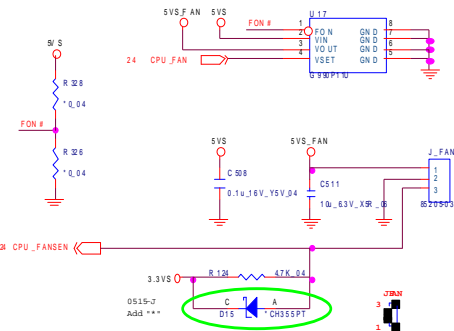 5VS_FAN 5VS
U17
FON#
1 FON GND 8
2 VIN GND 7
3 VOUT GND 6
4 VSET GND 5
G990P11U
24 CPU_FAN
5VS
R328
*0_04
FON#
R326
*0_04
5VS
C508
0.1u_16V_Y5V_04
5VS_FAN
C511
10u_6.3V_X5R_06
J_FAN
1
2
3
85205-03
24 CPU_FANSEN
3.3VS
R124 4.7K_04
0515-J
Add "*"
C A
D15 *CH355PT
JFAN
3
1